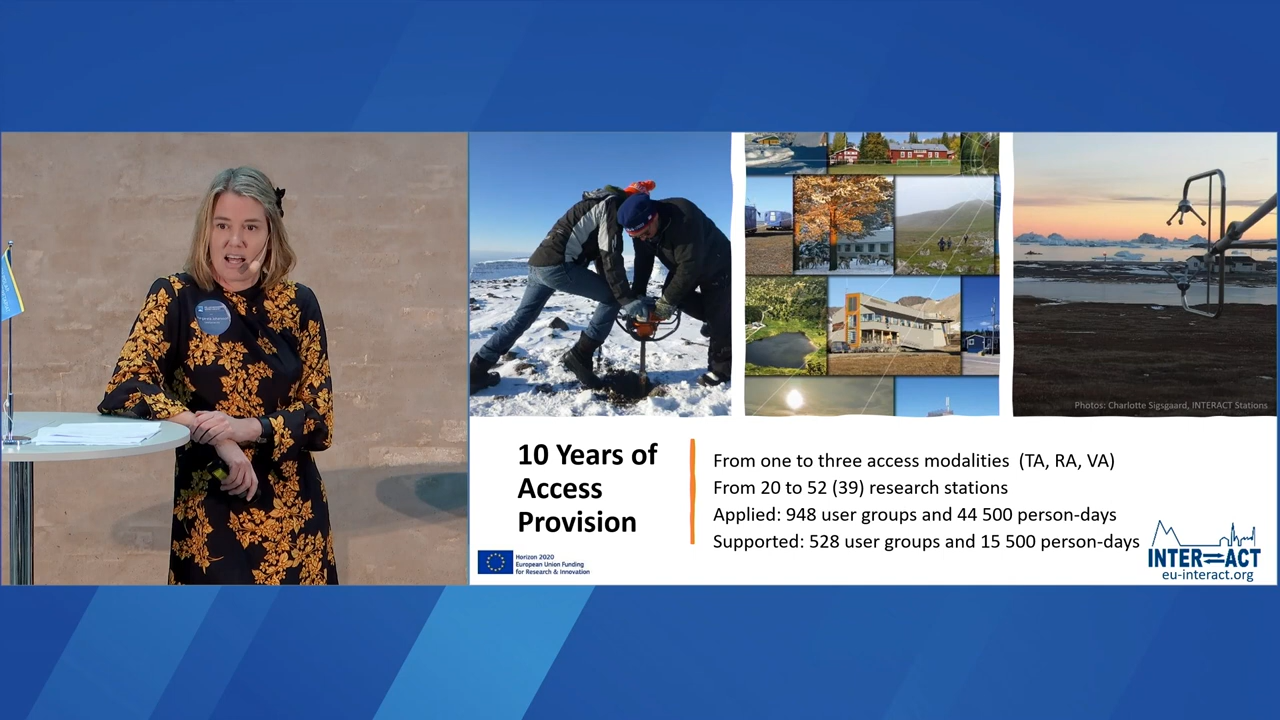 Photos: Charlotte Sigsgaard, INTERACT Stations
10 Years of
Access
Provision
From one to three access modalities (TA, RA, VA)
From 20 to 52 (39) research stations
Applied: 948 user groups and 44 500 person-days
Supported: 528 user groups and 15 500 person-days
Horizon 2020
European Union Funding
for Research & Innovation
INTERACT
eu-interact.org